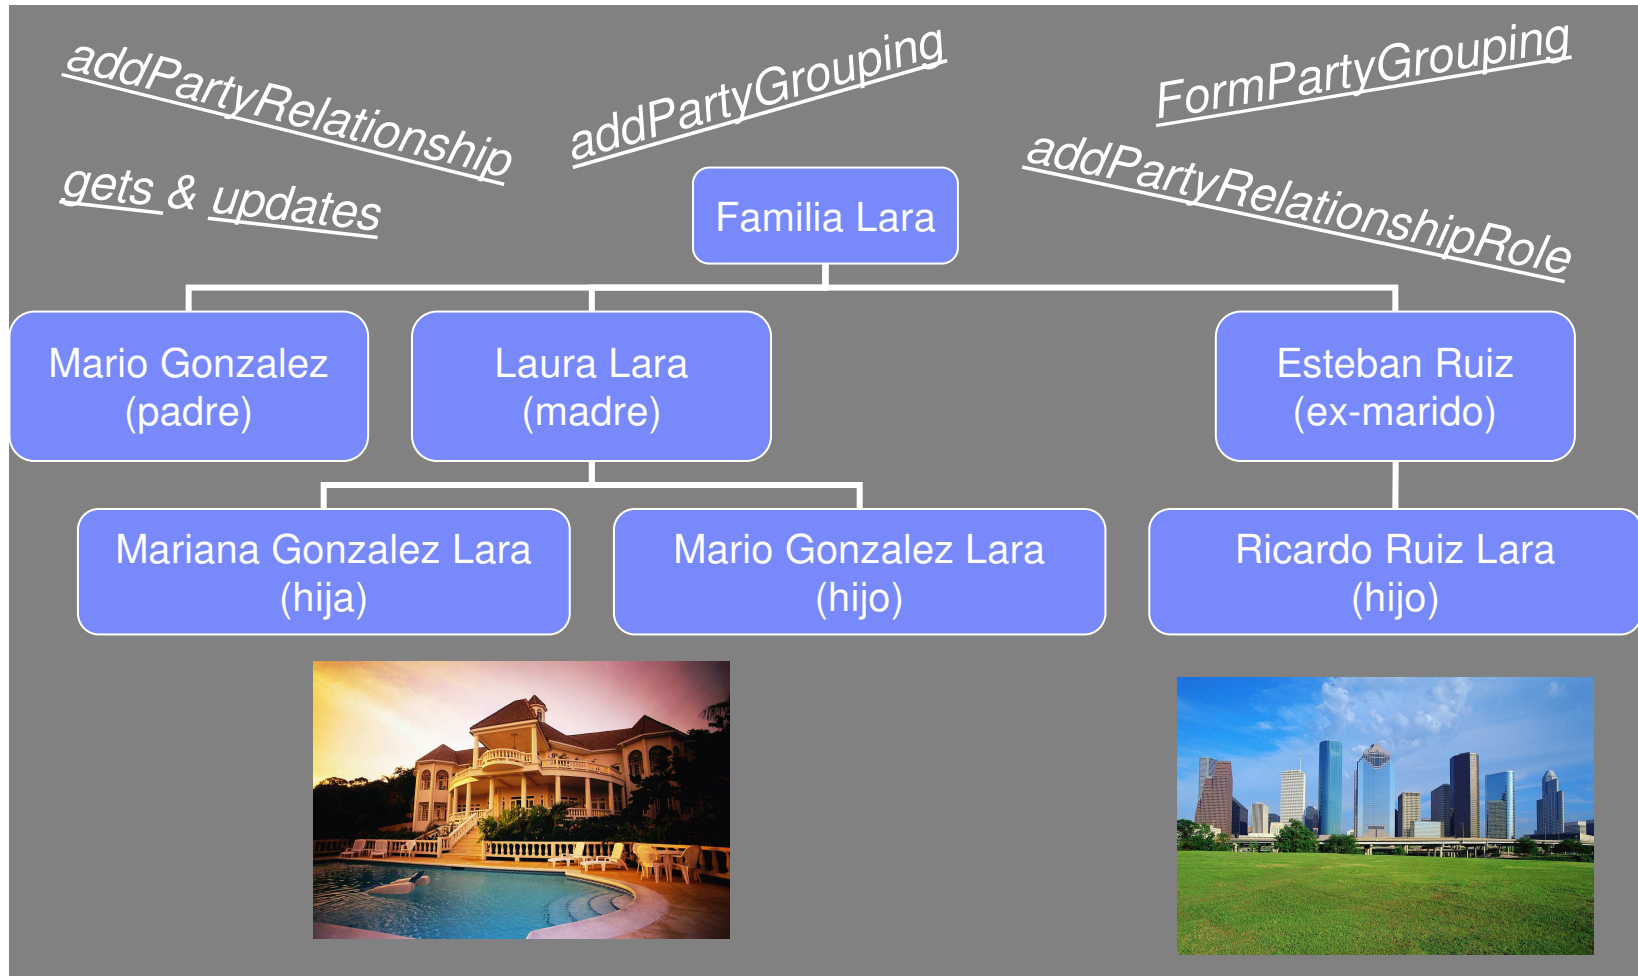 addPartyRelationship
addPartyGrouping
FormPartyGrouping
addPartyRelationshipRole
gets & updates
Familia Lara
Mario Gonzalez
(padre)
Laura Lara
(madre)
Esteban Ruiz
(ex-marido)
Mariana Gonzalez Lara
(hija)
Mario Gonzalez Lara
(hijo)
Ricardo Ruiz Lara
(hijo)